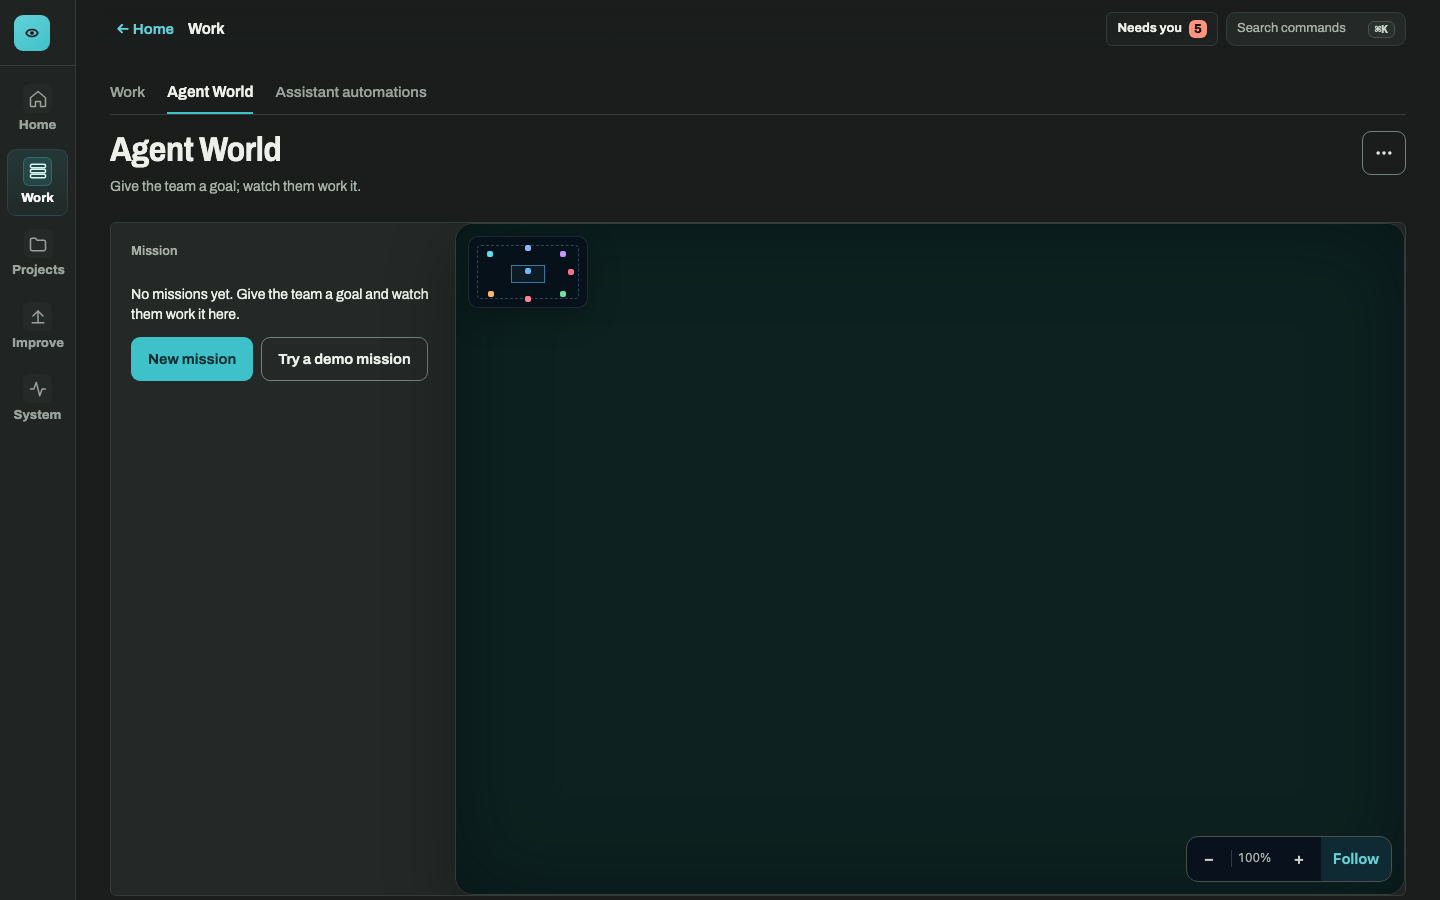 ← Home Work
Needs you 5
Search commands ⌘K
Home
Work
Projects
Improve
System
Work Agent World Assistant automations
Agent World
Give the team a goal; watch them work it.
Mission
No missions yet. Give the team a goal and watch
them work it here.
New mission Try a demo mission
− 100% + Follow